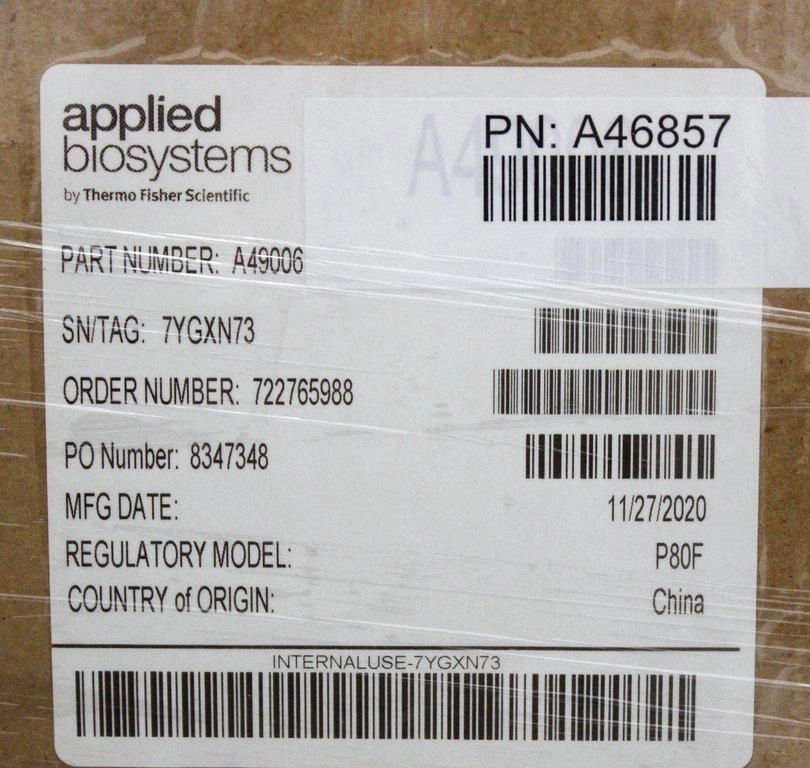 applied
biosystems
by Thermo Fisher Scientific
PN: A46857
PART NUMBER: A49006
SN/TAG: 7YGXN73
ORDER NUMBER: 722765988
PO Number: 8347348
MFG DATE: 11/27/2020
REGULATORY MODEL: P80F
COUNTRY of ORIGIN: China
INTERNALUSE-7YGXN73